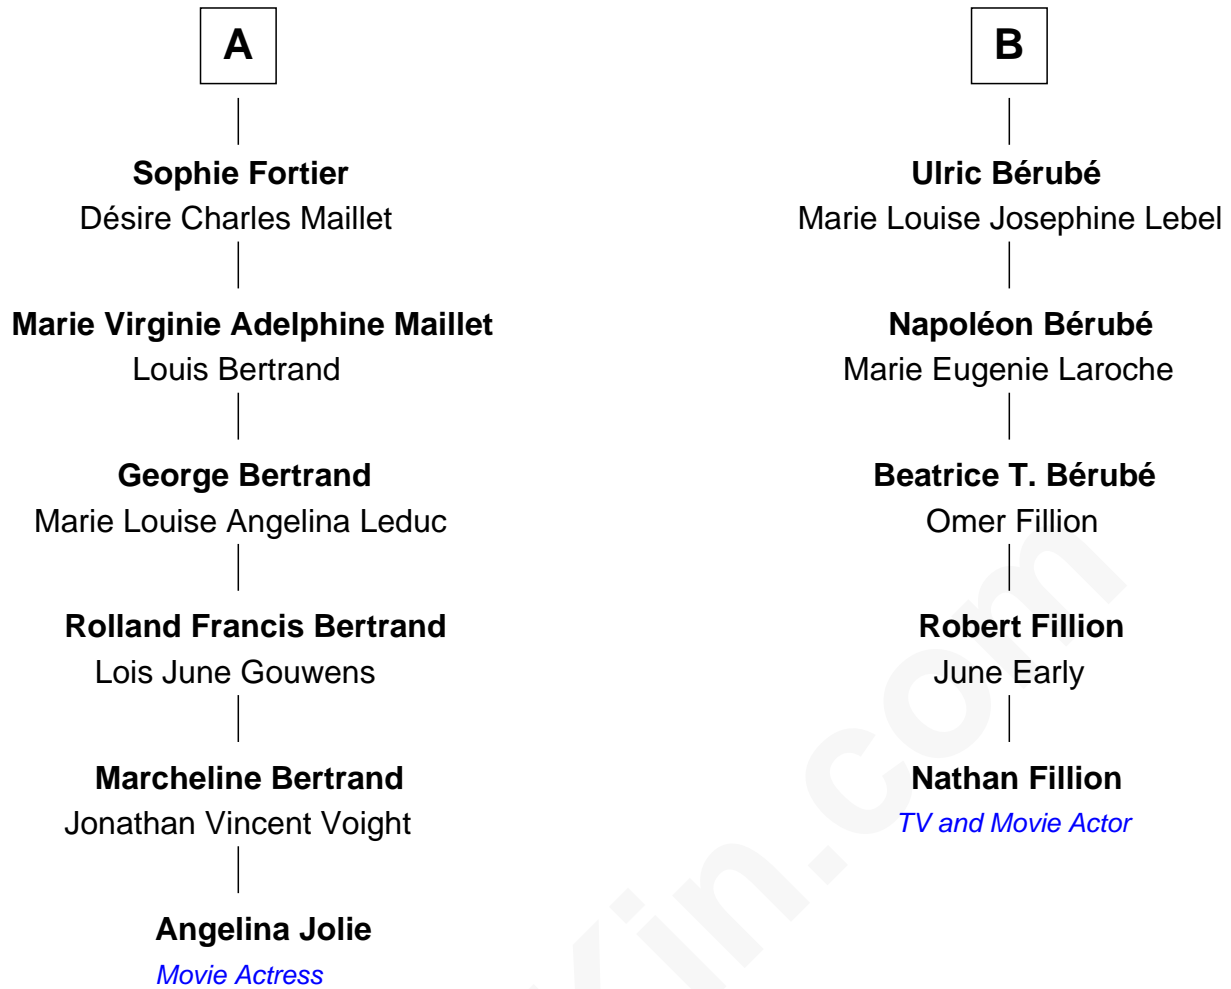 A
Sophie Fortier
Désire Charles Maillet
Marie Virginie Adelphine Maillet
Louis Bertrand
George Bertrand
Marie Louise Angelina Leduc
Rolland Francis Bertrand
Lois June Gouwens
Marcheline Bertrand
Jonathan Vincent Voight
Angelina Jolie
Movie Actress
B
Ulric Bérubé
Marie Louise Josephine Lebel
Napoléon Bérubé
Marie Eugenie Laroche
Beatrice T. Bérubé
Omer Fillion
Robert Fillion
June Early
Nathan Fillion
TV and Movie Actor
Kin.com